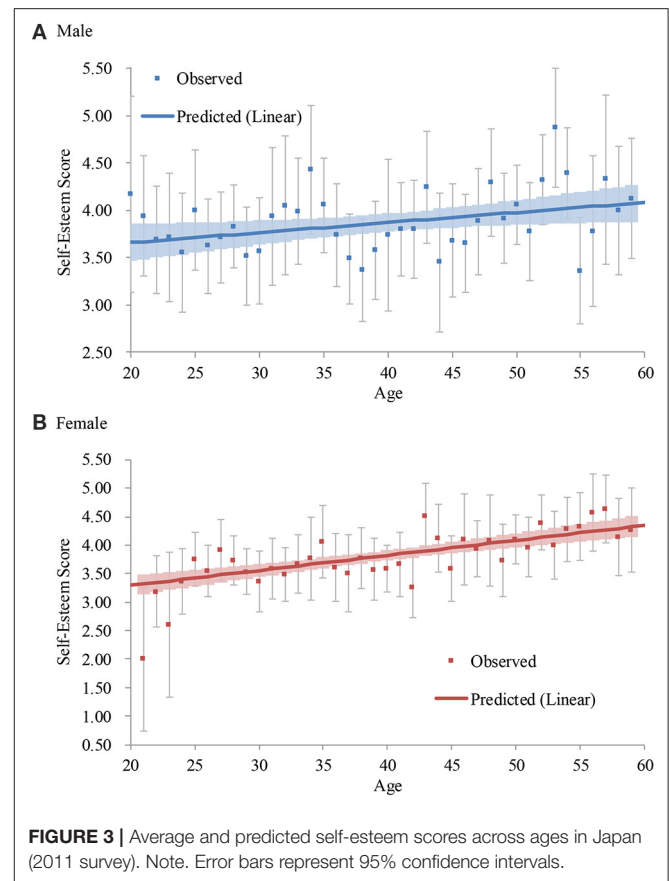 A Male
5.50
5.00
4.50
4.00
3.50
3.00
2.50
Self-Esteem Score
Observed
Predicted (Linear)
20 25 30 35 40 45 50 55 60
Age
B Female
5.50
5.00
4.50
4.00
3.50
3.00
2.50
2.00
1.50
1.00
0.50
Self-Esteem Score
Observed
Predicted (Linear)
20 25 30 35 40 45 50 55 60
Age
FIGURE 3 | Average and predicted self-esteem scores across ages in Japan
(2011 survey). Note. Error bars represent 95% confidence intervals.